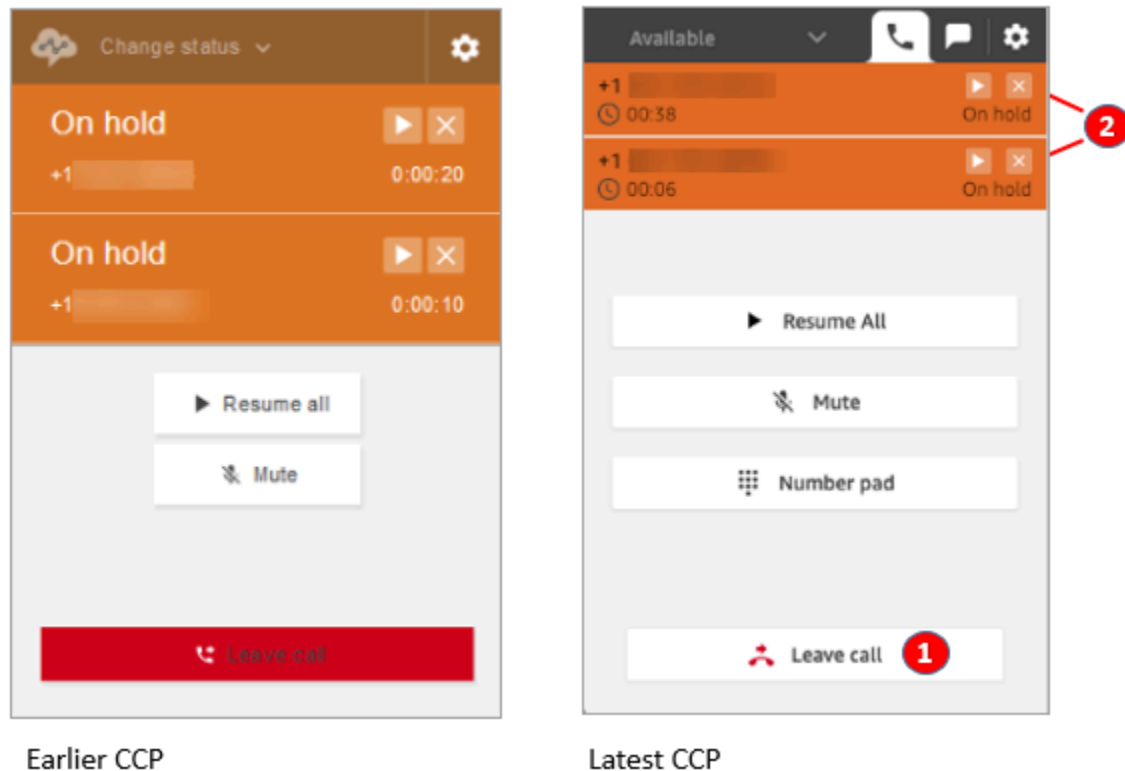 Change status
On hold
+1
0:00:20
On hold
+1
0:00:10
Resume all
Mute
Leave call
Earlier CCP
Available
+1
00:38
On hold
+1
00:06
On hold
2
Resume All
Mute
Number pad
Leave call
1
Latest CCP